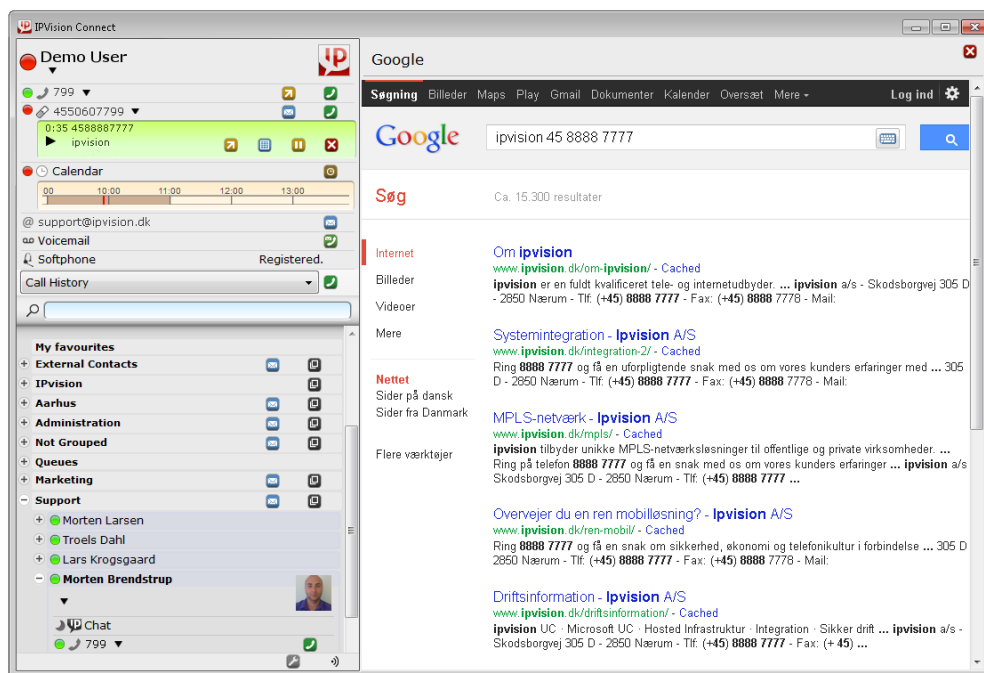 IPVision Connect
Demo User
799
4550607799
0:35 4588887777
ipvision
Calendar
00 10:00 11:00 12:00 13:00
@ support@ipvision.dk
Voicemail
Softphone Registered.
Call History
My favourites
External Contacts
IPvision
Aarhus
Administration
Not Grouped
Queues
Marketing
Support
Morten Larsen
Troels Dahl
Lars Krogsgaard
Morten Brendstrup
Chat
799
Google
Søgning Billeder Maps Play Gmail Dokumenter Kalender Oversæt Mere Log ind
Google ipvision 45 8888 7777
Søg Ca. 15.300 resultater
Internet
Billeder
Videoer
Mere
Nettet
Sider på dansk
Sider fra Danmark
Flere værktøjer
Om ipvision
www.ipvision.dk/om-ipvision/ - Cached
ipvision er en fuldt kvalificeret tele- og internetudbyder. ... ipvision a/s - Skodsborgvej 305 D
- 2850 Nærum - Tlf: (+45) 8888 7777 - Fax: (+45) 8888 7778 - Mail:
Systemintegration - Ipvision A/S
www.ipvision.dk/integration-2/ - Cached
Ring 8888 7777 og få en uforpligtende snak med os om vores kunders erfaringer med ... 305
D - 2850 Nærum - Tlf: (+45) 8888 7777 - Fax: (+45) 8888 7778 - Mail:
MPLS-netværk - Ipvision A/S
www.ipvision.dk/mpls/ - Cached
ipvision tilbyder unikke MPLS-netværksløsninger til offentlige og private virksomheder. ...
Ring på telefon 8888 7777 og få en snak med os om vores kunders erfaringer ... ipvision a/s
Skodsborgvej 305 D - 2850 Nærum - Tlf: (+45) 8888 7777 ...
Overvejer du en ren mobilløsning? - Ipvision A/S
www.ipvision.dk/ren-mobil/ - Cached
Ring 8888 7777 og få en snak om sikkerhed, økonomi og telefonikultur i forbindelse ... 305 D
- 2850 Nærum - Tlf: (+45) 8888 7777 - Fax: (+45) 8888 7778 - Mail:
Driftsinformation - Ipvision A/S
www.ipvision.dk/driftsinformation/ - Cached
ipvision UC · Microsoft UC · Hosted Infrastruktur · Integration · Sikker drift ... ipvision a/s -
Skodsborgvej 305 D - 2850 Nærum - Tlf: (+45) 8888 7777 - Fax: (+ 45) ...